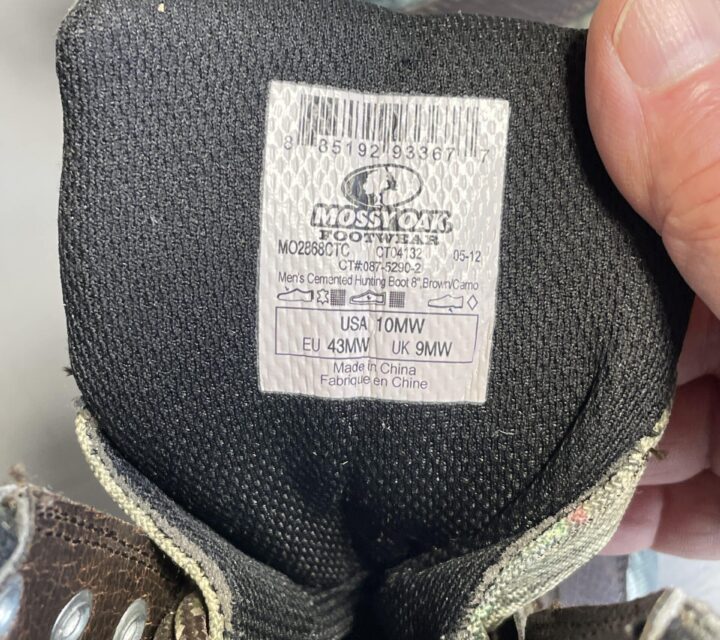 8 85192 93367 7
MOSSY OAK
FOOTWEAR
MO2868CTC CT04132 05-12
CT#:087-5290-2
Men's Cemented Hunting Boot 8", Brown/Camo
USA 10MW
EU 43MW UK 9MW
Made in China
Fabriqué en Chine